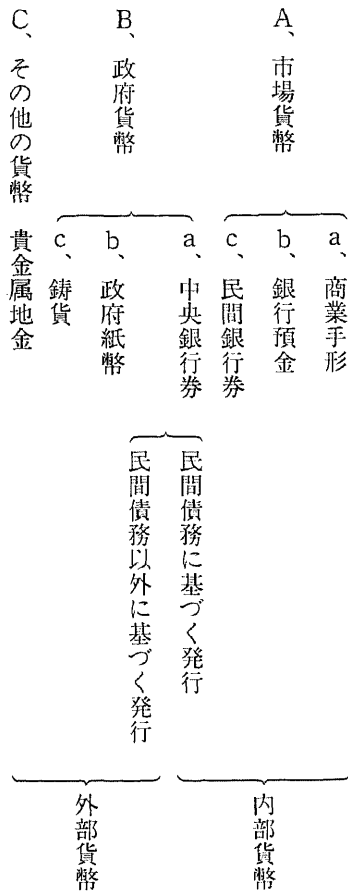 A、市場貨幣
a、商業手形
b、銀行預金
c、民間銀行券
B、政府貨幣
a、中央銀行券
民間債務に基づく発行
民間債務以外に基づく発行
b、政府紙幣
c、鋳貨
C、その他の貨幣 貴金属地金
内部貨幣
外部貨幣